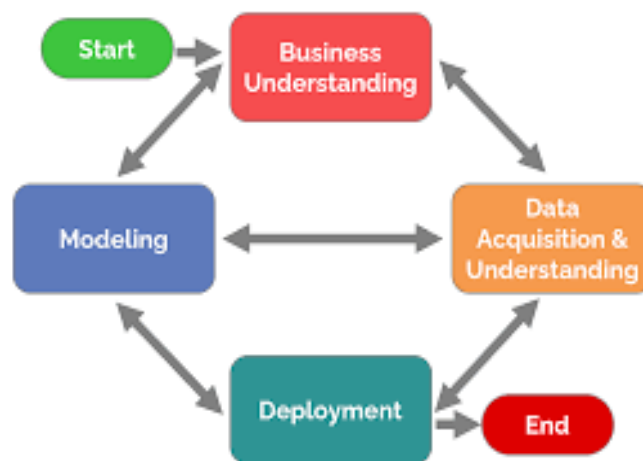 Start
Business
Understanding
Modeling
Data
Acquisition &
Understanding
Deployment
End